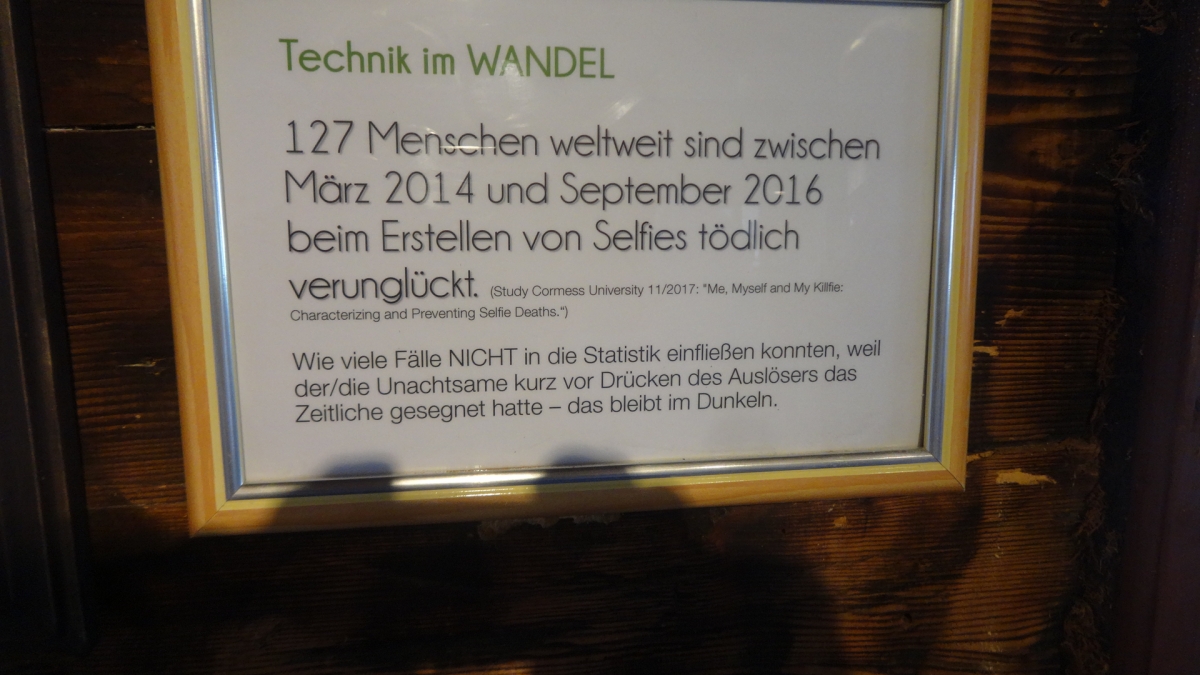 Technik im WANDEL
127 Menschen weltweit sind zwischen
März 2014 und September 2016
beim Erstellen von Selfies tödlich
verunglückt. (Study Cormess University 11/2017: "Me, Myself and My Killfie:
Characterizing and Preventing Selfie Deaths.“)
Wie viele Fälle NICHT in die Statistik einfließen konnten, weil
der/die Unachtsame kurz vor Drücken des Auslösers das
Zeitliche gesegnet hatte – das bleibt im Dunkeln.